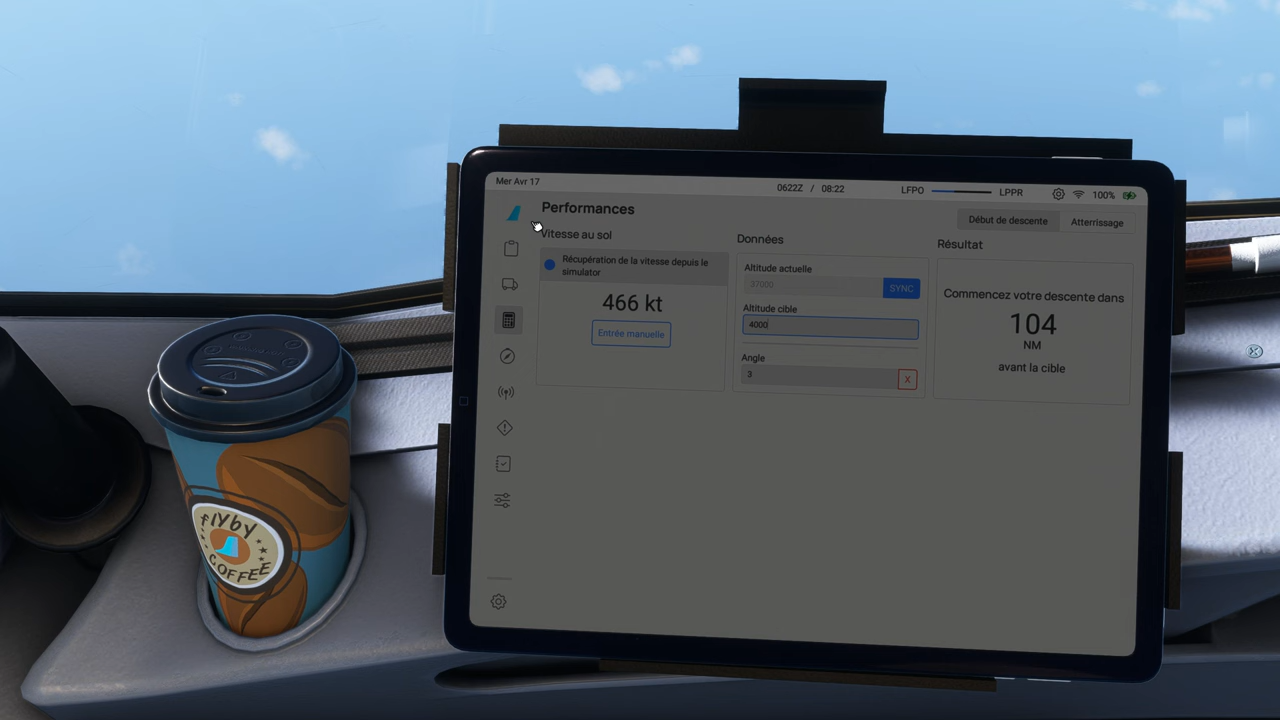 Mer Avr 17
0622Z / 08:22
LFPO
LPPR
100%
Performances
Début de descente
Atterrissage
Vitesse au sol
Récupération de la vitesse depuis le
simulator
466 kt
Entrée manuelle
Données
Altitude actuelle
37000
SYNC
Altitude cible
4000
Angle
3
X
Résultat
Commencez votre descente dans
104
NM
avant la cible
flyby
COFFEE